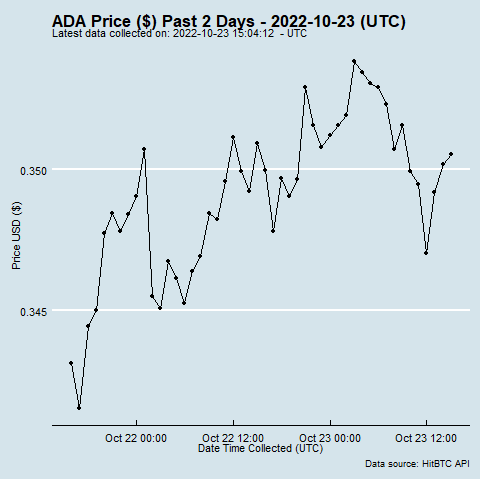 ADA Price ($) Past 2 Days - 2022-10-23 (UTC)
Latest data collected on: 2022-10-23 15:04:12 - UTC
0.350
Price USD ($)
0.345
Oct 22 00:00 Oct 22 12:00 Oct 23 00:00 Oct 23 12:00
Date Time Collected (UTC)
Data source: HitBTC API